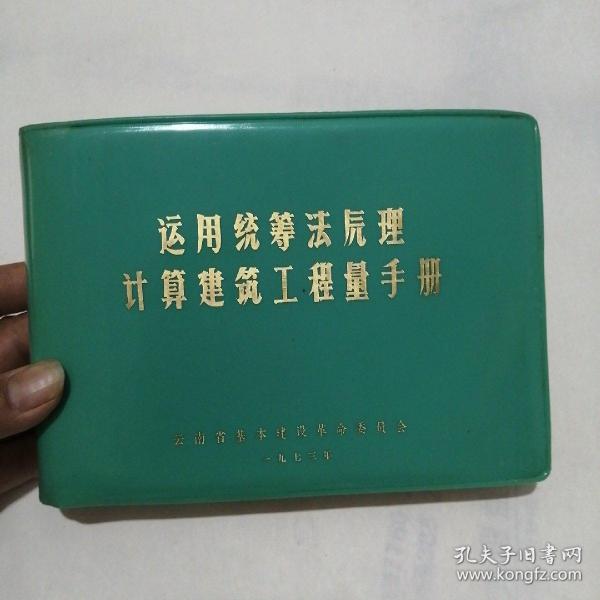 运用统筹法原理
计算建筑工程量手册
云南省基本建设革命委员会
一九七三年
孔夫子旧书网
www.kongfz.com